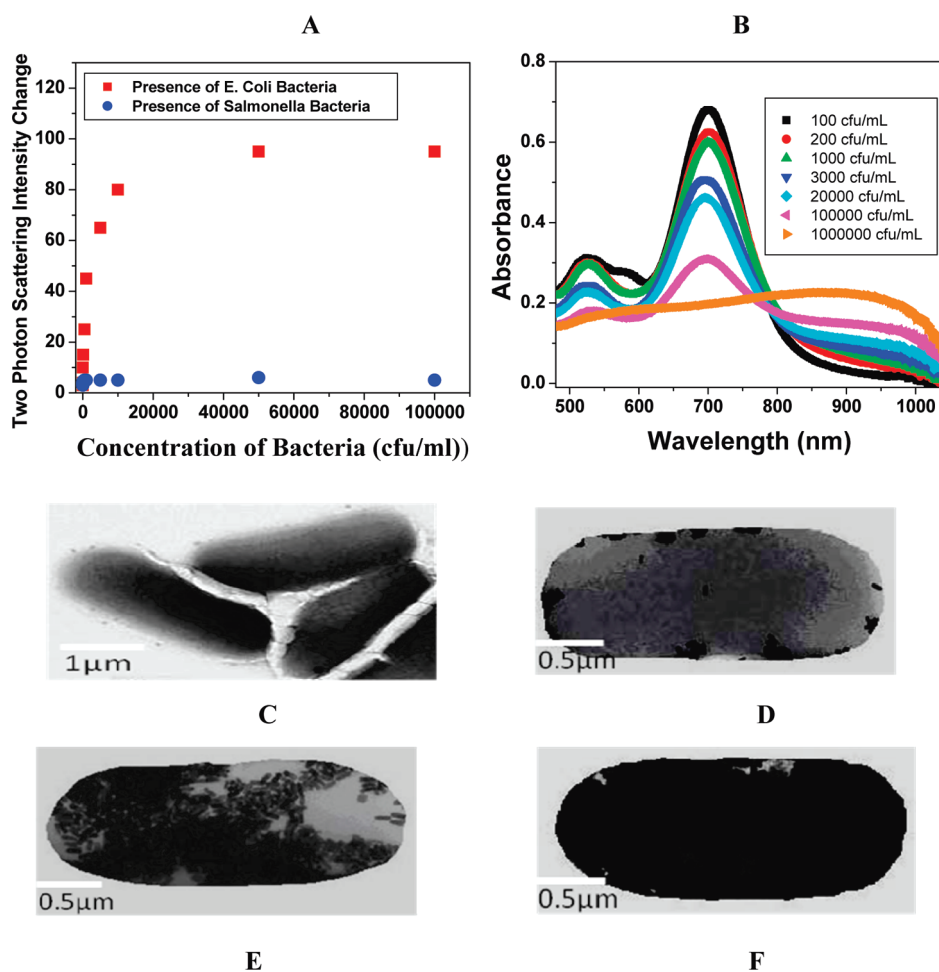 A
Two Photon Scattering Intensity Change
120
100
80
60
40
20
0
Presence of E. Coli Bacteria
Presence of Salmonella Bacteria
0 20000 40000 60000 80000 100000
Concentration of Bacteria (cfu/ml))
B
Absorbance
0.8
0.6
0.4
0.2
0.0
100 cfu/mL
200 cfu/mL
1000 cfu/mL
3000 cfu/mL
20000 cfu/mL
100000 cfu/mL
1000000 cfu/mL
500 600 700 800 900 1000
Wavelength (nm)
1µm
C
0.5µm
D
0.5µm
E
0.5µm
F